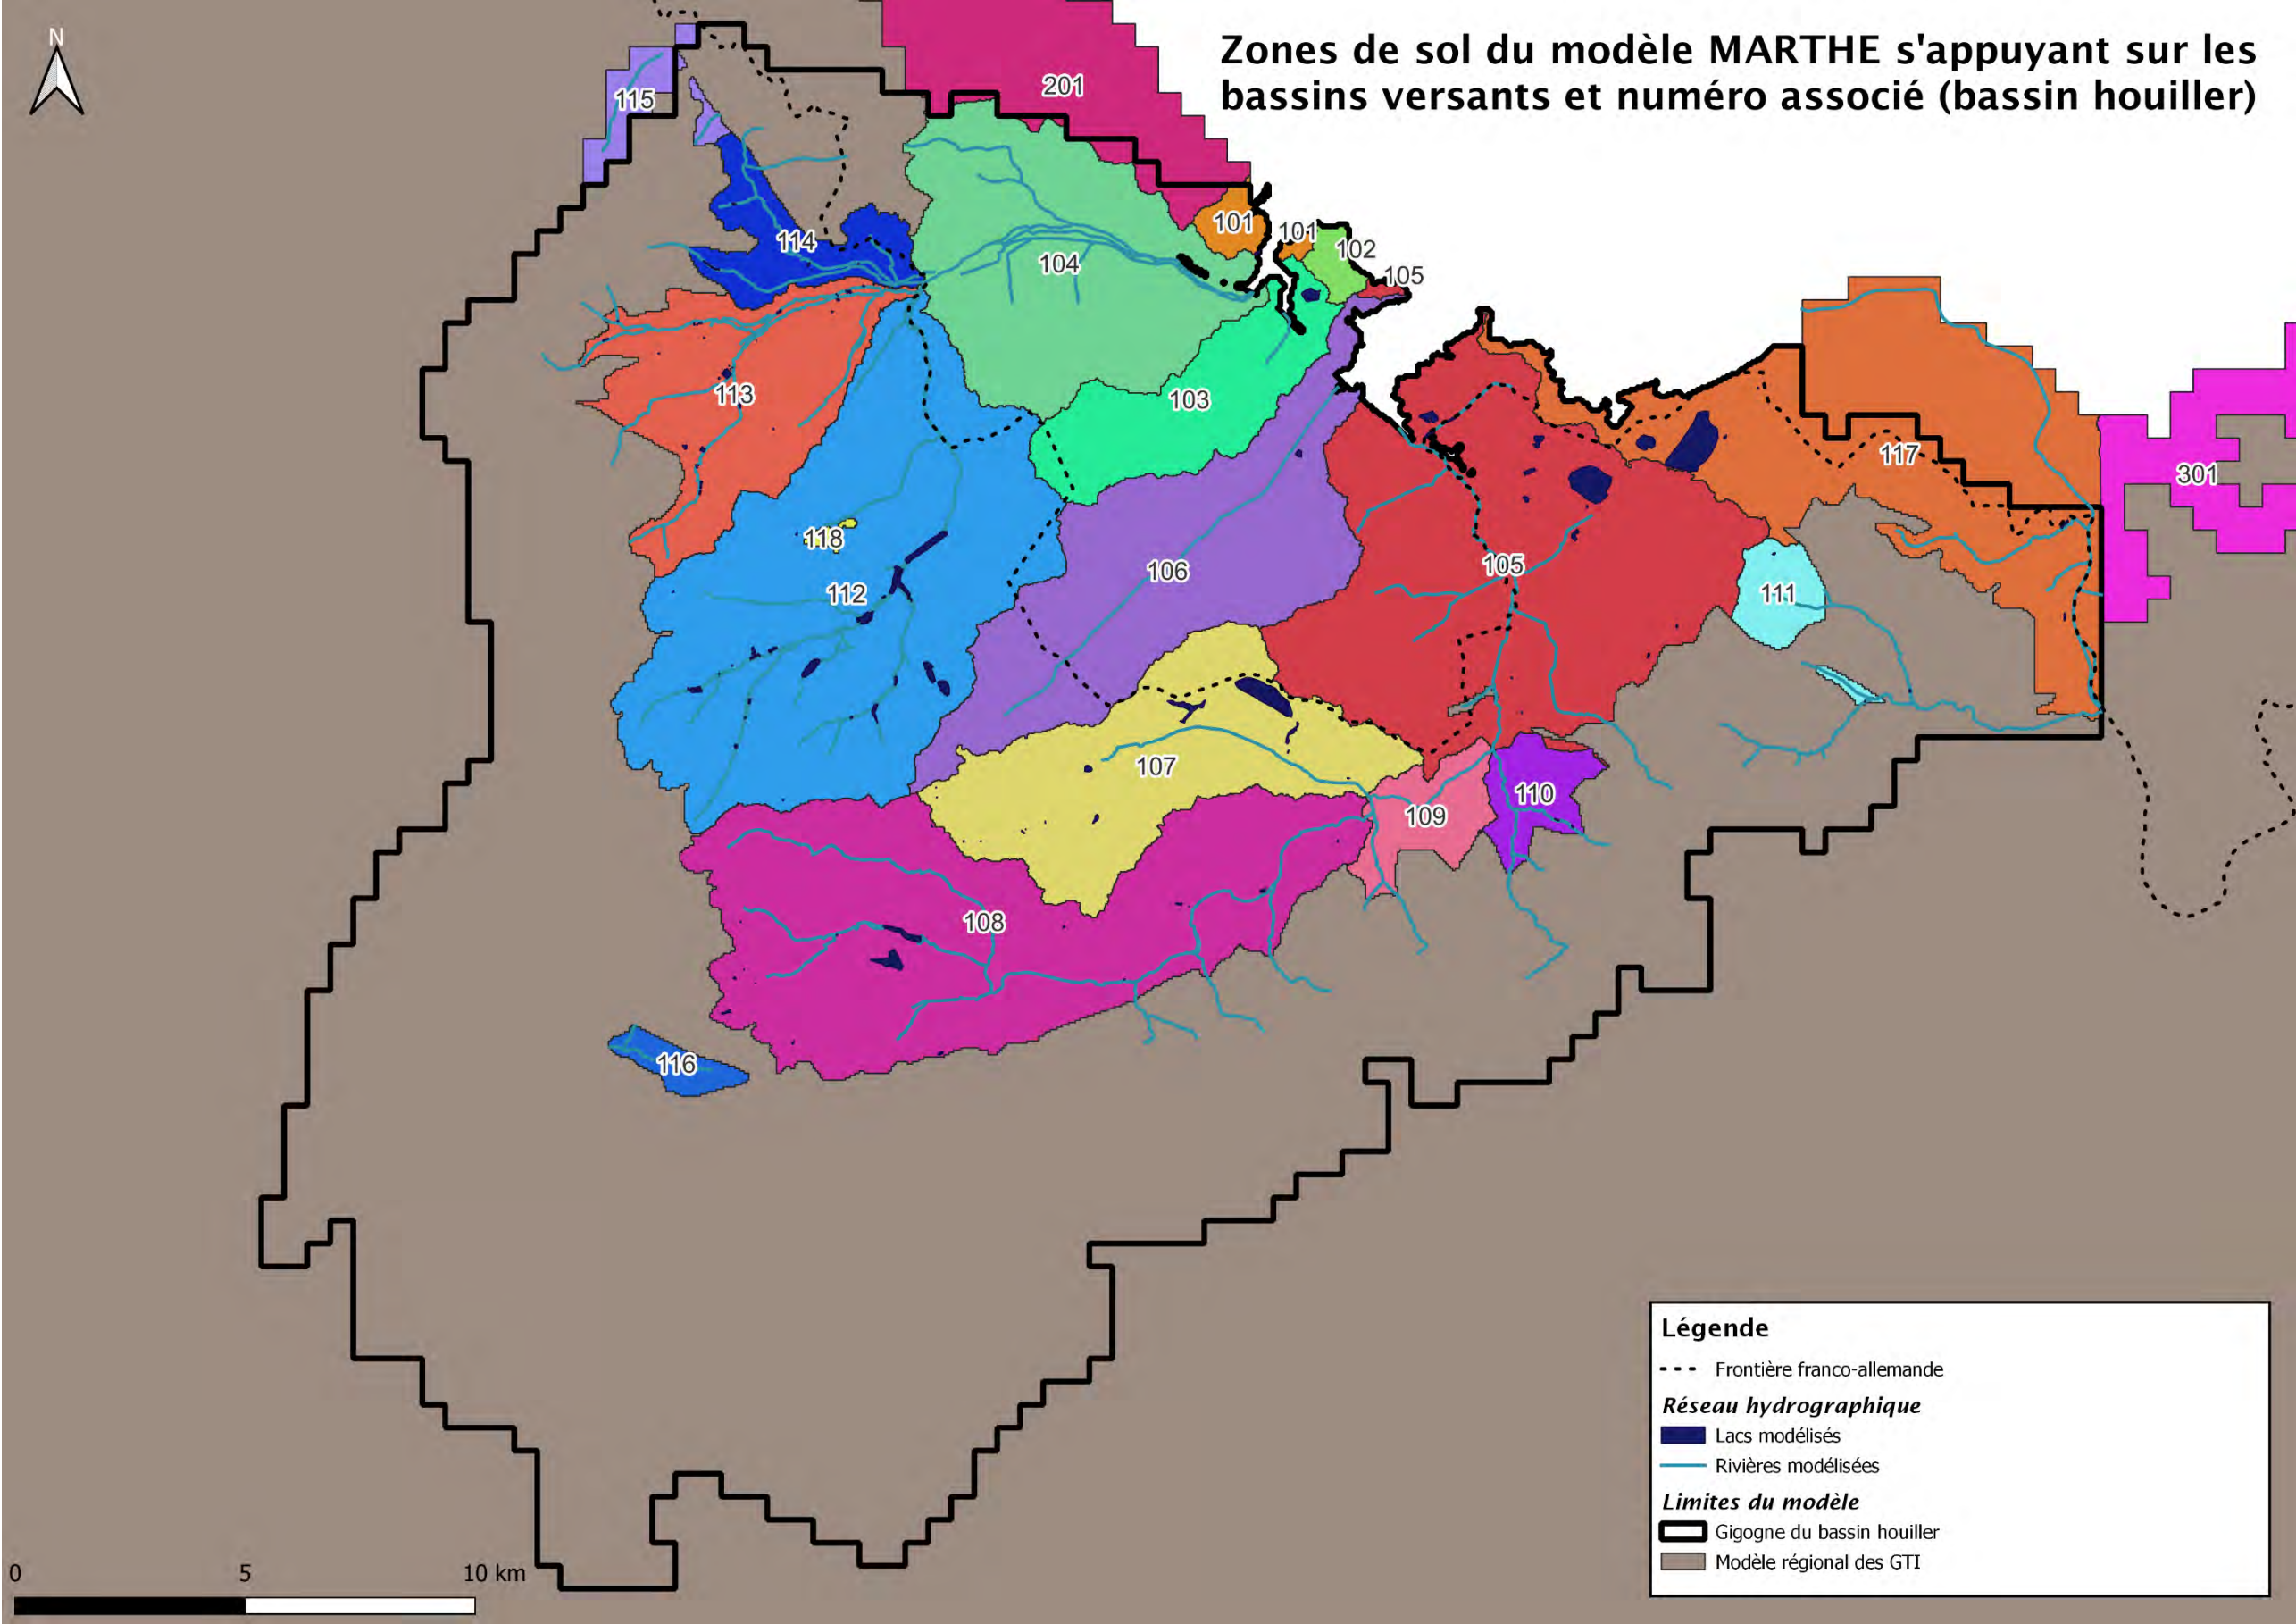 Zones de sol du modèle MARTHE s'appuyant sur les
bassins versants et numéro associé (bassin houiller)
N
201
115
101
101
102
114
104
105
113
103
117
301
118
106
105
112
111
107
110
109
108
116
Légende
Frontière franco-allemande
Réseau hydrographique
Lacs modélisés
Rivières modélisées
Limites du modèle
Gigogne du bassin houiller
Modèle régional des GTI
0 5 10 km